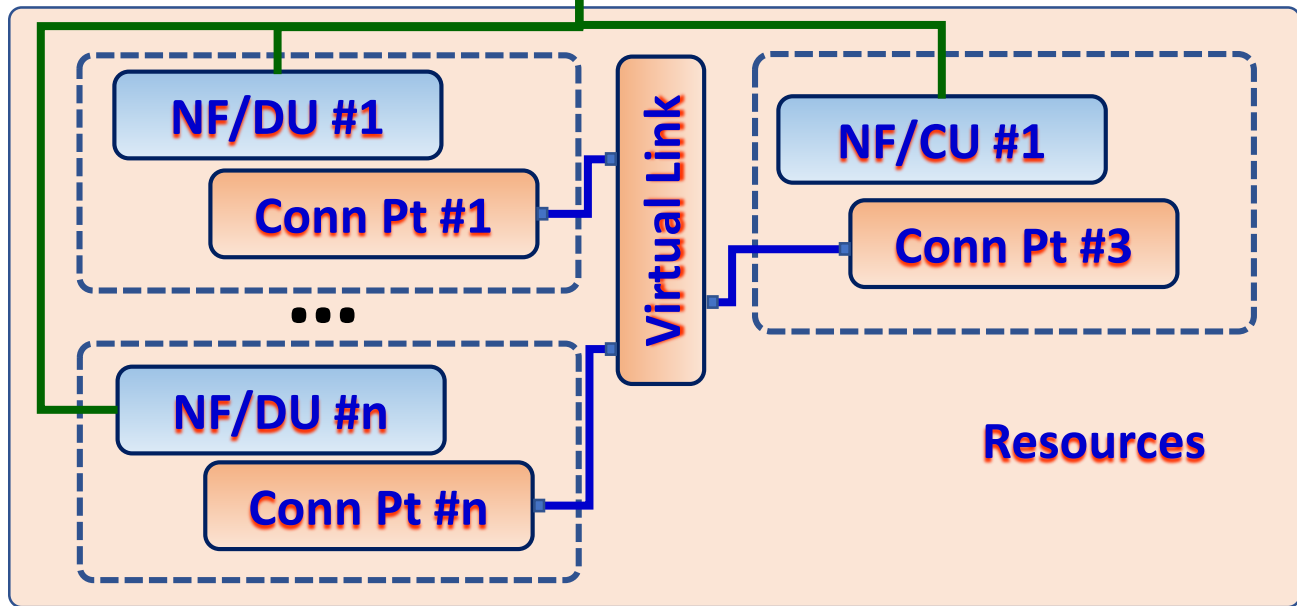 NF/DU #1
Conn Pt #1
...
NF/DU #n
Conn Pt #n
Virtual Link
NF/CU #1
Conn Pt #3
Resources